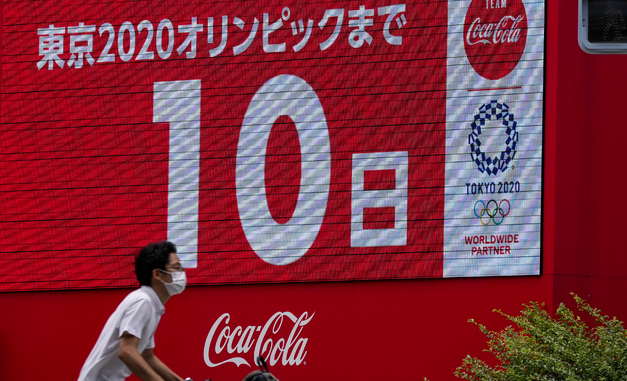 東京2020オリンピックまで
10日
TEAM
Coca-Cola
TOKYO 2020
WORLDWIDE
PARTNER
Coca-Cola